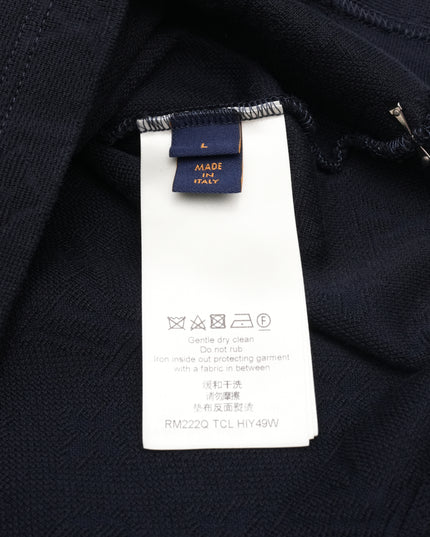 L
MADE
IN
ITALY
F
Gentle dry clean
Do not rub
Iron inside out protecting garment
with a fabric in between
缓和干洗
请勿摩擦
垫布反面熨烫
RM222Q TCL HIY49W